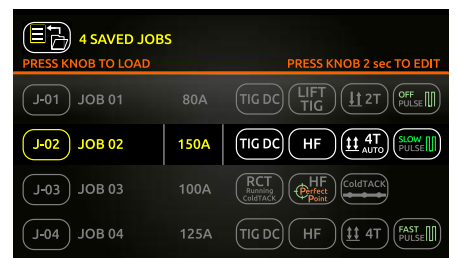 4 SAVED JOBS
PRESS KNOB TO LOAD PRESS KNOB 2 sec TO EDIT
J-01 JOB 01 80A TIG DC LIFT TIG 2T OFF PULSE
J-02 JOB 02 150A TIG DC HF 4T AUTO SLOW PULSE
J-03 JOB 03 100A RCT Running ColdTACK HF Perfect Point ColdTACK
J-04 JOB 04 125A TIG DC HF 4T FAST PULSE